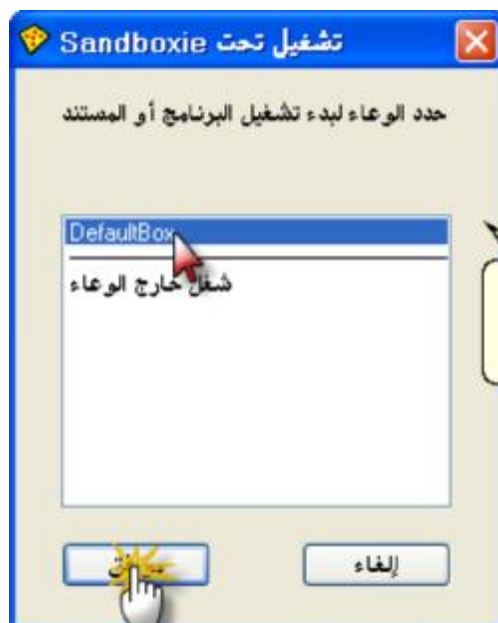 تشغيل تحت Sandboxie
حدد الوعاء لبدء تشغيل البرنامج أو المستند
DefaultBox
شغل خارج الوعاء
إلغاء